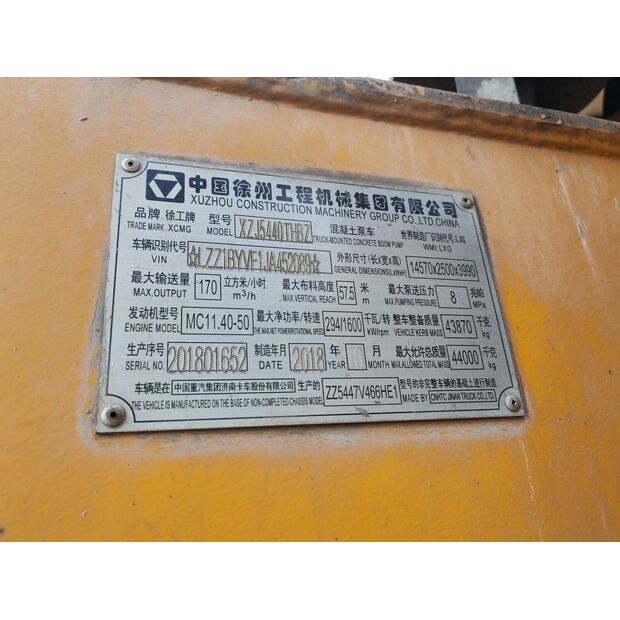 中国徐州工程机械集团有限公司
XUZHOU CONSTRUCTION MACHINERY GROUP CO.,LTD.CHINA
品牌 徐工牌 型号 XZJ5440THBZ 混凝土泵车 世界制造厂识别代号:LXG
TRADE MARK XCMG MODEL TRUCK-MOUNTED CONCRETE BOOM PUMP WMI:LXG
车辆识别代号 ☆LZZ1BYVF1JA452089☆ 外形尺寸(长x宽x高) 14570x2500x3990
VIN GENERAL DIMENSIONS(LxWxH)
最大输送量 170 立方米/小时 最大布料高度 57.5 米 最大泵送压力 8 兆帕
MAX.OUTPUT m³/h MAX.VERTICAL REACH m MAX.PUMPING PRESSURE MPa
发动机型号 MC11.40-50 最大净功率/转速 294/1600 千瓦/转 整车整备质量 43870 千克
ENGINE MODEL THE MAX.NET POWER/ROTATIONAL SPEED kW/rpm VEHICLE KERB MASS kg
生产序号 201801652 制造年月 2018 年 月 最大允许总质量 44000 千克
SERIAL NO. DATE YEAR MONTH MAX.ALLOWED TOTAL MASS kg
车辆是在 中国重汽集团济南卡车股份有限公司 生产的 ZZ5447V466HE1 型号的非完整车辆的基础上进行制造
THE VEHICLE IS MANUFACTURED ON THE BASE OF NON-COMPLETED CHASSIS MODEL MADE BY CNHTC JINAN TRUCK CO.,LTD